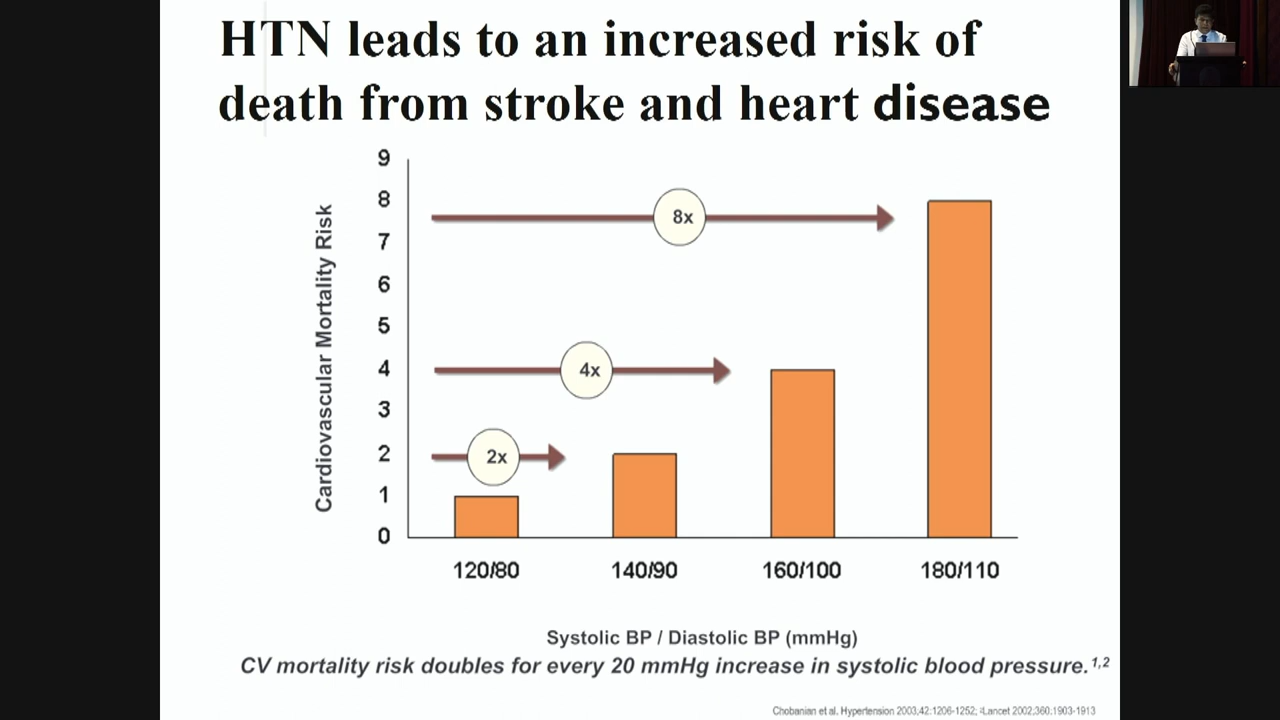 HTN leads to an increased risk of
death from stroke and heart disease
9
8
7
6
5
4
3
2
1
0
Cardiovascular Mortality Risk
8x
4x
2x
120/80 140/90 160/100 180/110
Systolic BP / Diastolic BP (mmHg)
CV mortality risk doubles for every 20 mmHg increase in systolic blood pressure.1,2
Chobanian et al. Hypertension 2003;42:1206-1252; ²Lancet 2002;360:1903-1913